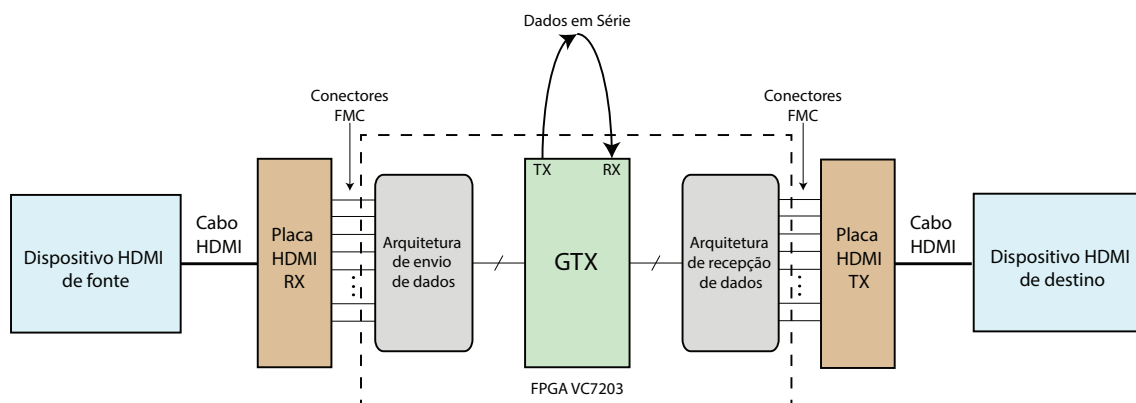 Dados em Série
Conectores
FMC
Conectores
FMC
TX
RX
Dispositivo HDMI
de fonte
Cabo
HDMI
Placa
HDMI
RX
Arquitetura
de envio
de dados
GTX
Arquitetura
de recepção
de dados
Placa
HDMI
TX
Cabo
HDMI
Dispositivo HDMI
de destino
FPGA VC7203